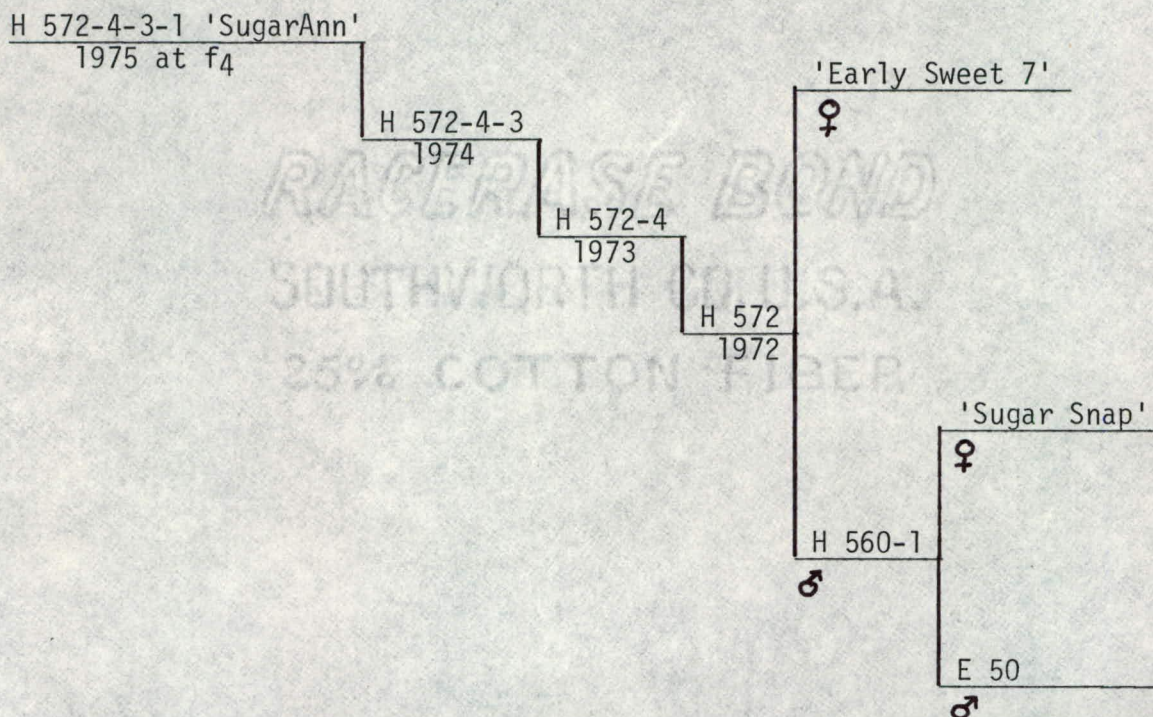 H 572-4-3-1 'SugarAnn'
1975 at f4
'Early Sweet 7'
♀
H 572-4-3
1974
RACERASE BOND
H 572-4
1973
SOUTHWORTH CO. U.S.A.
H 572
1972
25% COTTON FIBER
'Sugar Snap'
♀
H 560-1
♂
E 50
♂